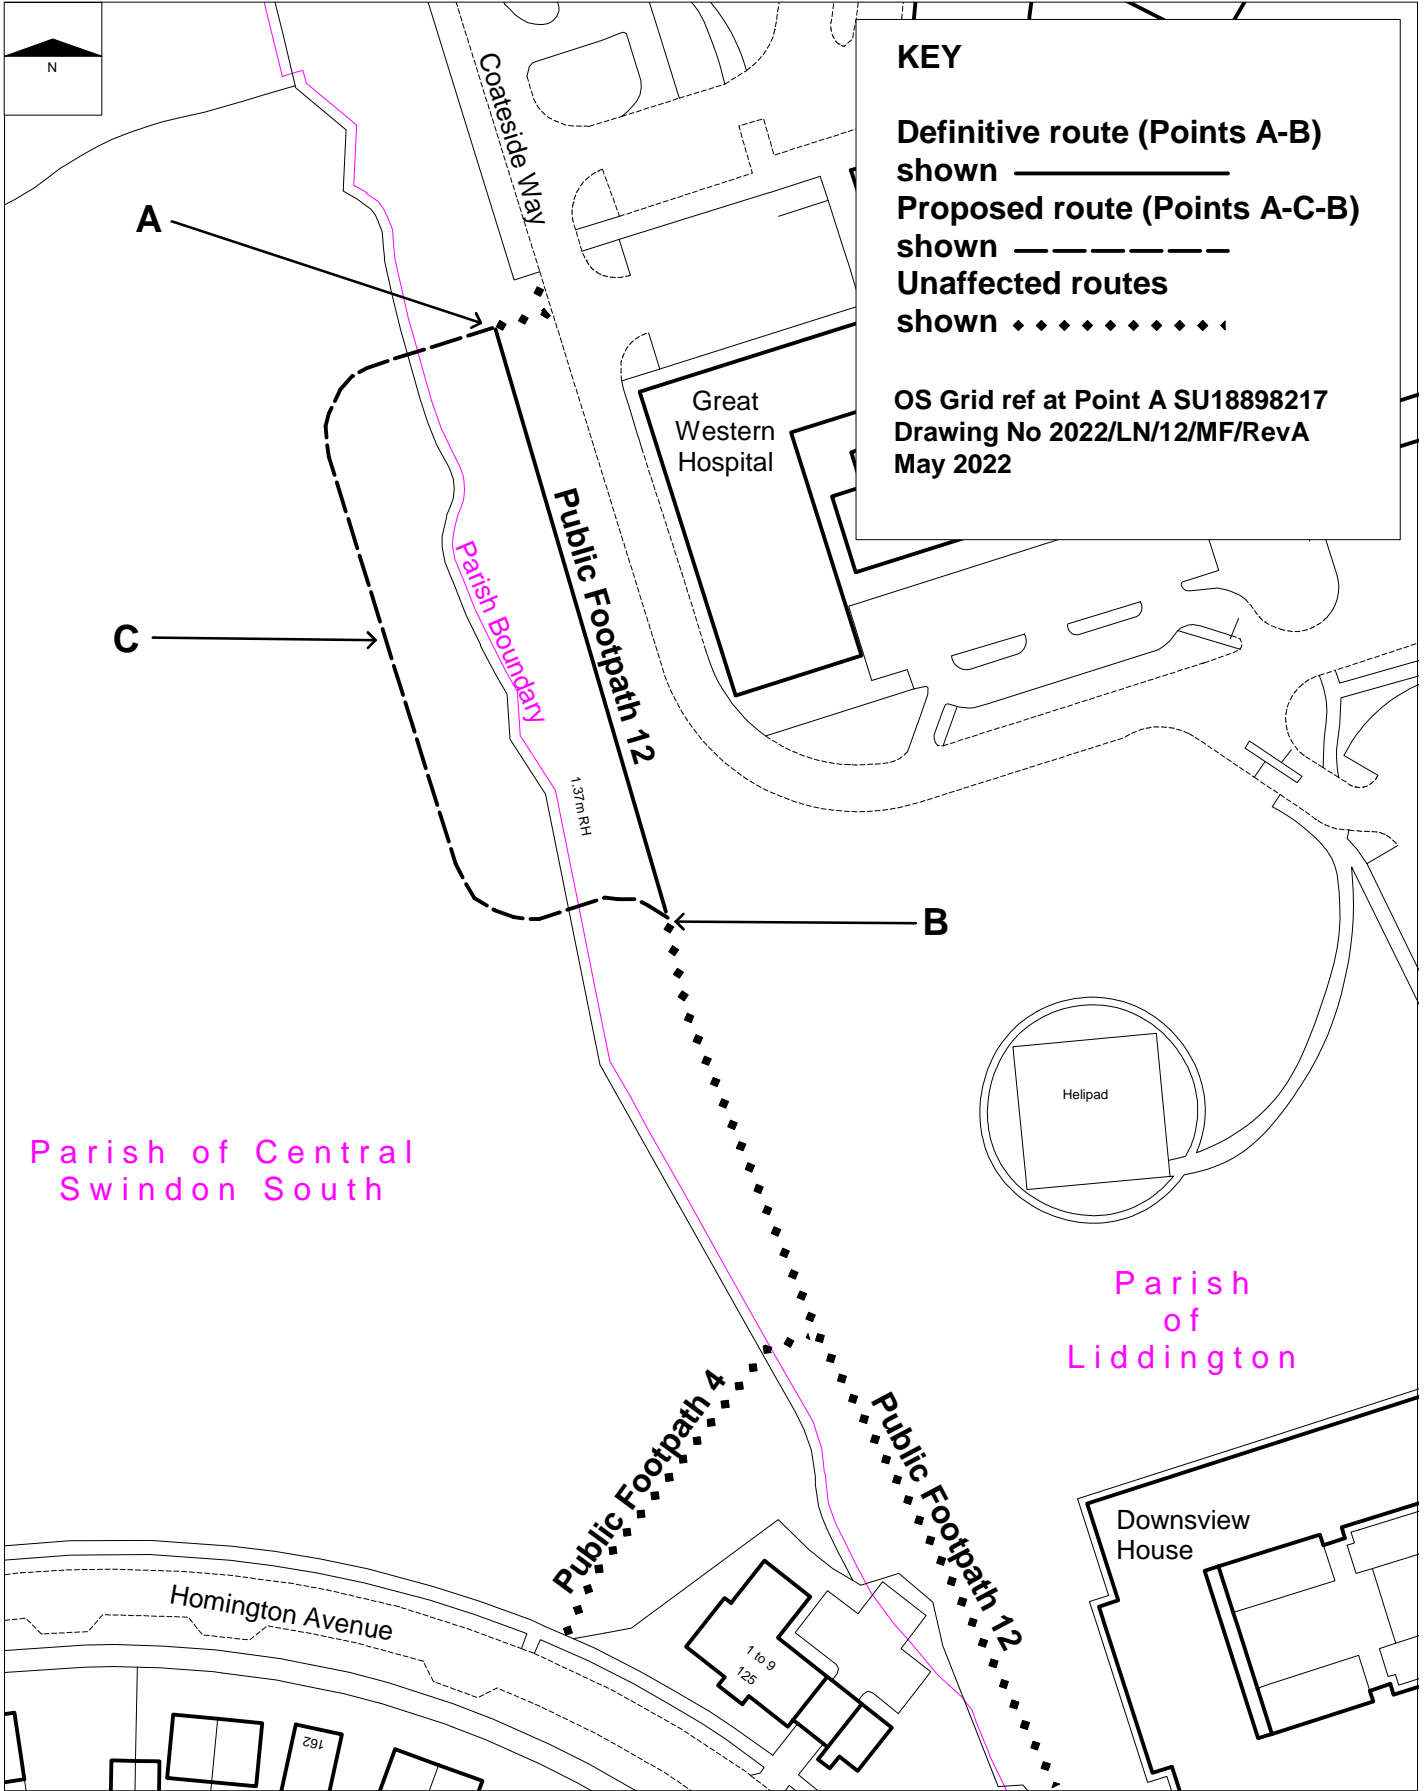 N
KEY
Definitive route (Points A-B)
shown
Proposed route (Points A-C-B)
shown
Unaffected routes
shown
OS Grid ref at Point A SU18898217
Drawing No 2022/LN/12/MF/RevA
May 2022
Coateside Way
A
Great
Western
Hospital
Public Footpath 12
Parish Boundary
C
1.37m RH
B
Helipad
Parish of Central
Swindon South
Parish
of
Liddington
Public Footpath 4
Public Footpath 12
Downsview
House
Homington Avenue
1 to 9
125
162